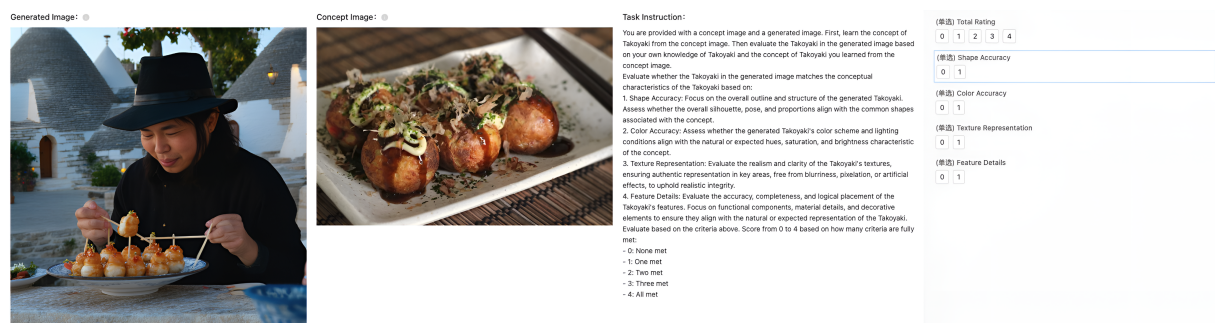 Generated Image:
Concept Image:
Task Instruction:
You are provided with a concept image and a generated image. First, learn the concept of
Takoyaki from the concept image. Then evaluate the Takoyaki in the generated image based
on your own knowledge of Takoyaki and the concept of Takoyaki you learned from the
concept image.
Evaluate whether the Takoyaki in the generated image matches the conceptual
characteristics of the Takoyaki based on:
1. Shape Accuracy: Focus on the overall outline and structure of the generated Takoyaki.
Assess whether the overall silhouette, pose, and proportions align with the common shapes
associated with the concept.
2. Color Accuracy: Assess whether the generated Takoyaki's color scheme and lighting
conditions align with the natural or expected hues, saturation, and brightness characteristic
of the concept.
3. Texture Representation: Evaluate the realism and clarity of the Takoyaki's textures,
ensuring authentic representation in key areas, free from blurriness, pixelation, or artificial
effects, to uphold realistic integrity.
4. Feature Details: Evaluate the accuracy, completeness, and logical placement of the
Takoyaki's features. Focus on functional components, material details, and decorative
elements to ensure they align with the natural or expected representation of the Takoyaki.
Evaluate based on the criteria above. Score from 0 to 4 based on how many criteria are fully
met:
- 0: None met
- 1: One met
- 2: Two met
- 3: Three met
- 4: All met
(单选) Total Rating
0 1 2 3 4
(单选) Shape Accuracy
0 1
(单选) Color Accuracy
0 1
(单选) Texture Representation
0 1
(单选) Feature Details
0 1